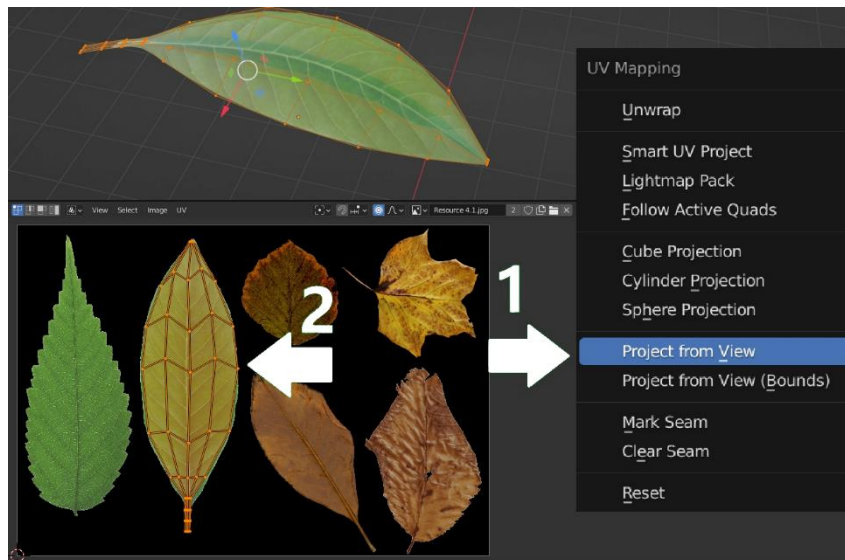 UV Mapping
Unwrap
Smart UV Project
Lightmap Pack
Follow Active Quads
Cube Projection
Cylinder Projection
Sphere Projection
Project from View
Project from View (Bounds)
Mark Seam
Clear Seam
Reset
View Select Image UV Resource 4.1.jpg 2
1
2